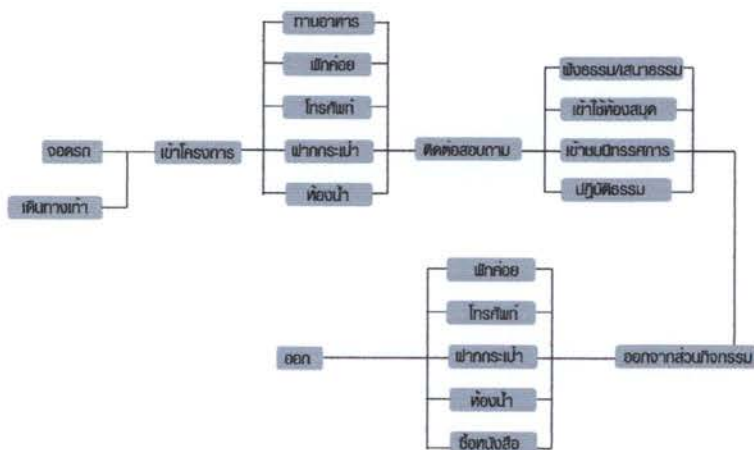 จอดรถ
เดินทางเท้า
เข้าโครงการ
ทานอาหาร
พักคอย
โทรศัพท์
ฝากกระเป๋า
ห้องน้ำ
ติดต่อสอบถาม
ฟังธรรม/เสนาธรรม
เข้าใช้ห้องสมุด
เข้าชมนิทรรศการ
ปฏิบัติธรรม
ออกจากส่วนกิจกรรม
พักคอย
โทรศัพท์
ฝากกระเป๋า
ห้องน้ำ
ซื้อหนังสือ
ออก